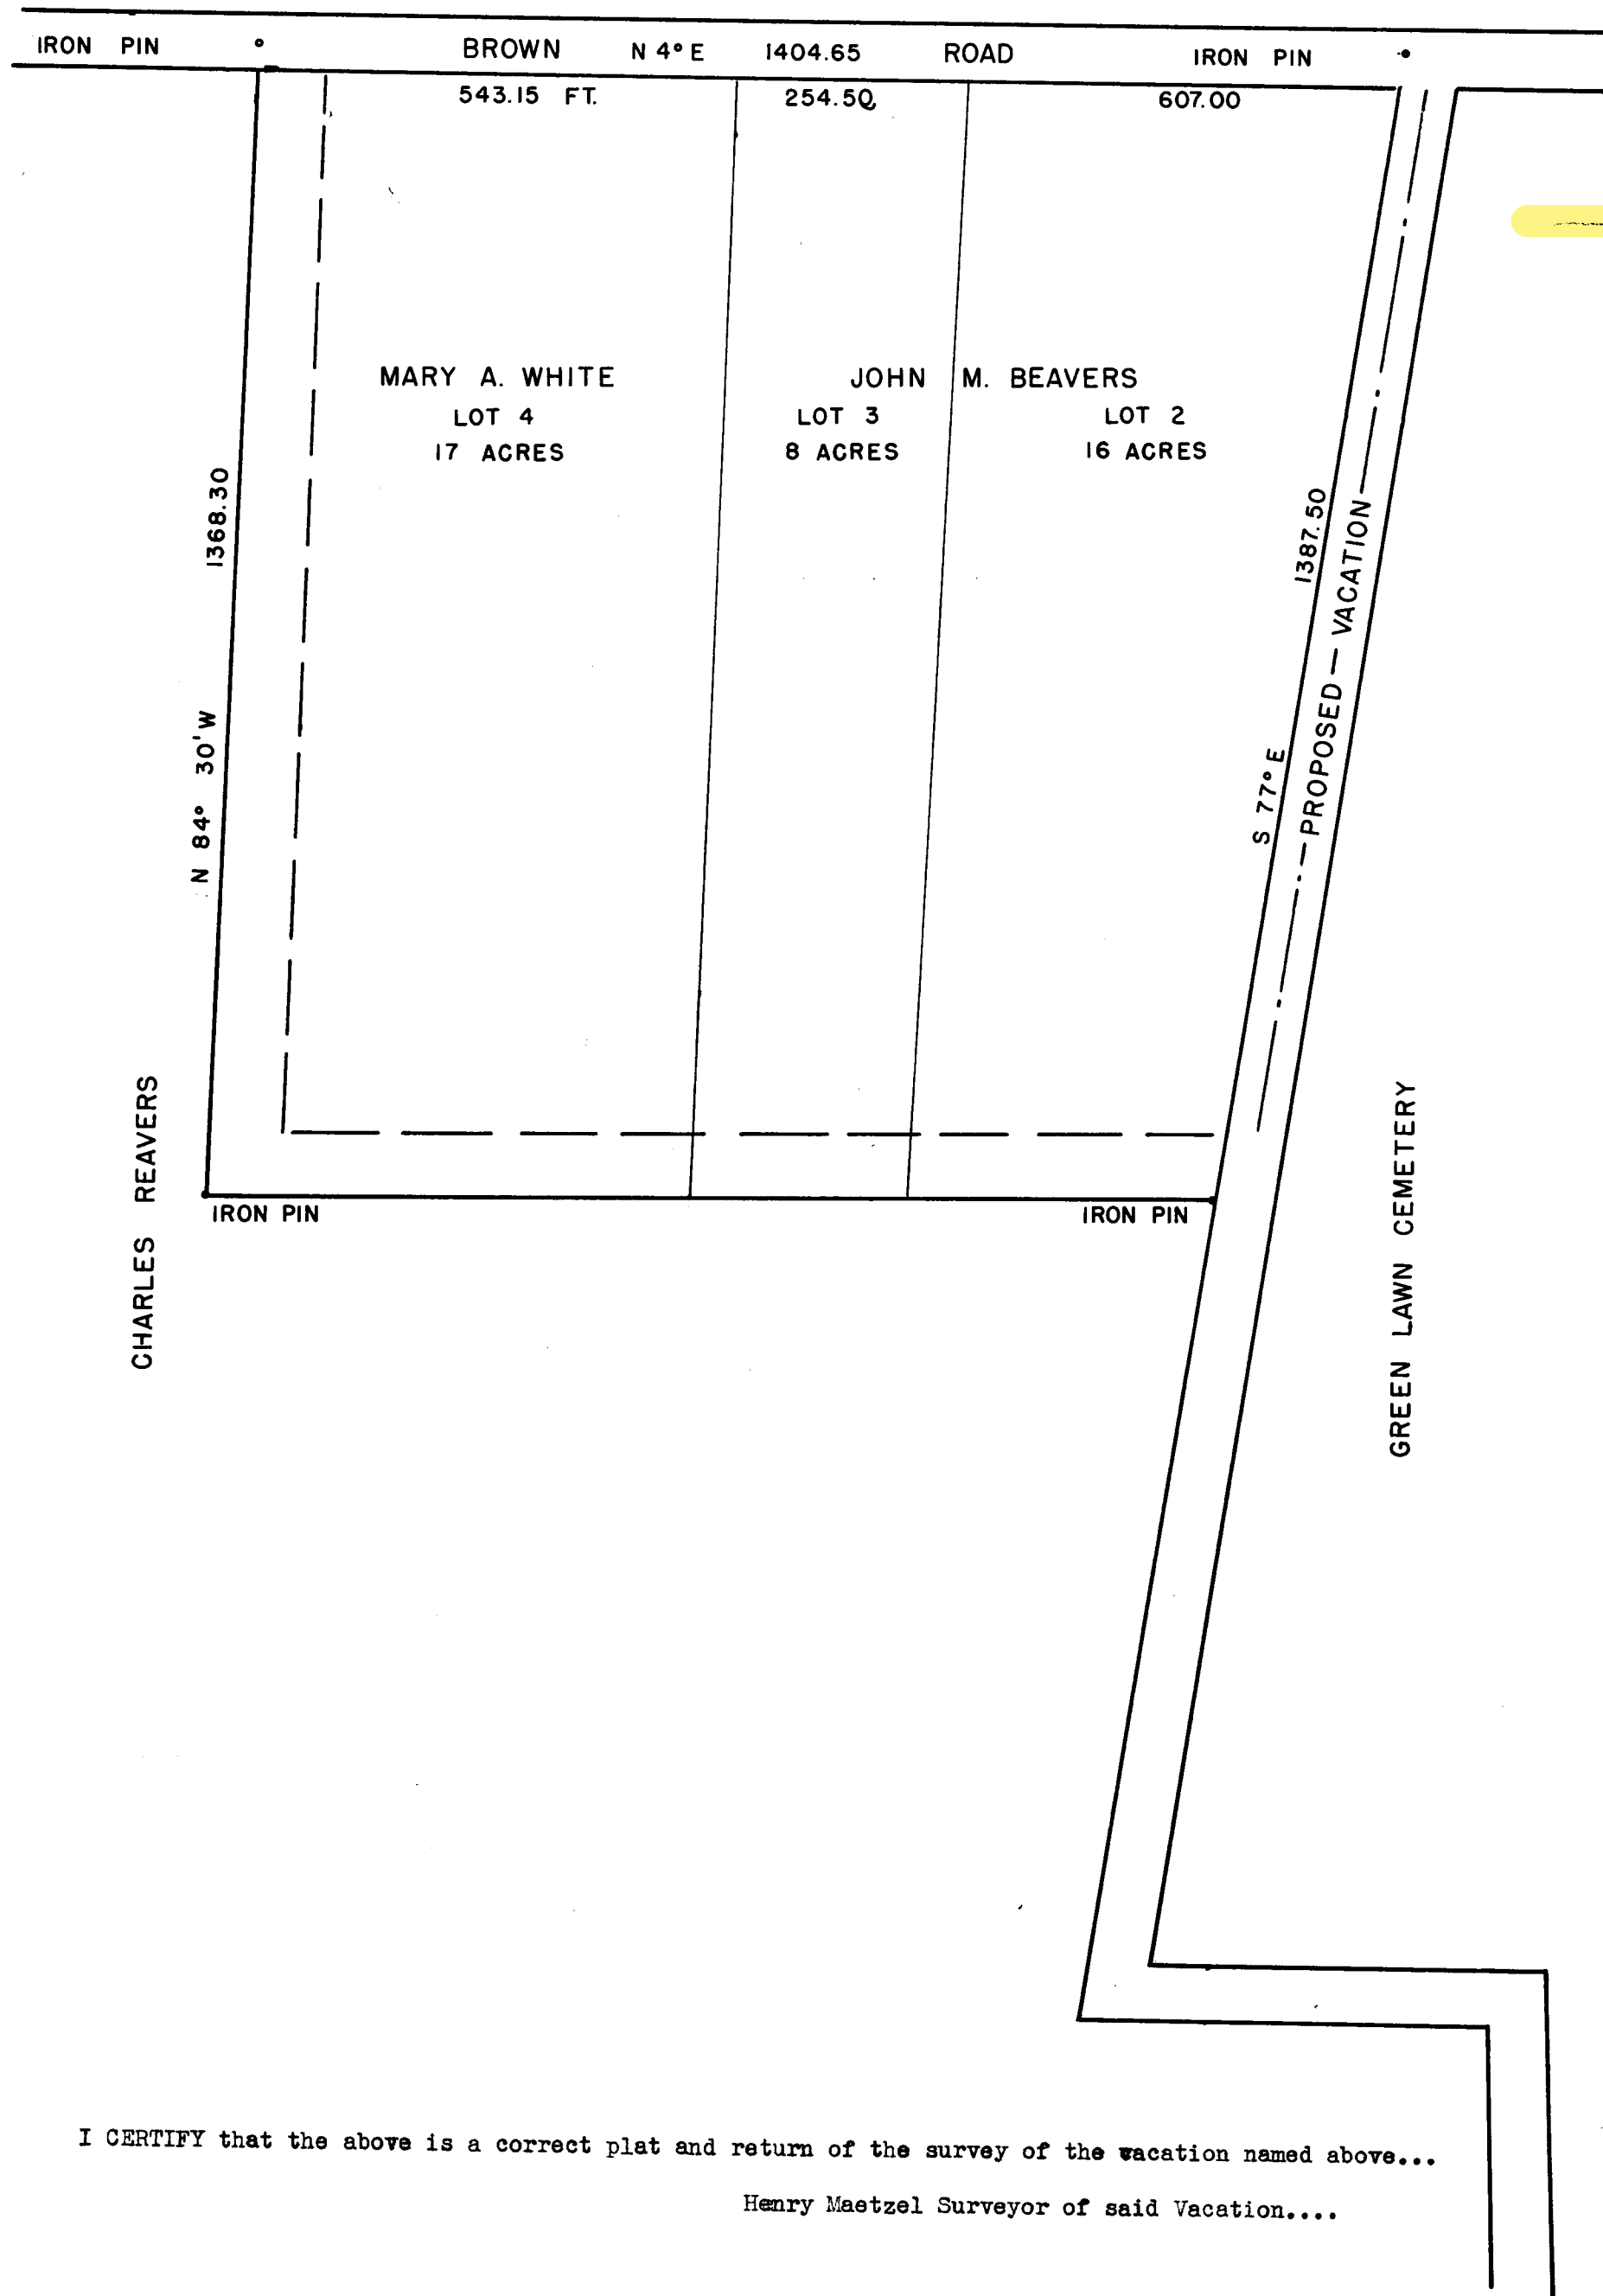 IRON PIN BROWN N 4° E 1404.65 ROAD IRON PIN
543.15 FT. 254.50 607.00
MARY A. WHITE
LOT 4
17 ACRES
JOHN M. BEAVERS
LOT 3
8 ACRES
LOT 2
16 ACRES
N 84° 30' W 1368.30
S 77° E 1387.50
PROPOSED VACATION
CHARLES REAVERS
IRON PIN
IRON PIN
GREEN LAWN CEMETERY
I CERTIFY that the above is a correct plat and return of the survey of the vacation named above...
Henry Maetzel Surveyor of said Vacation....